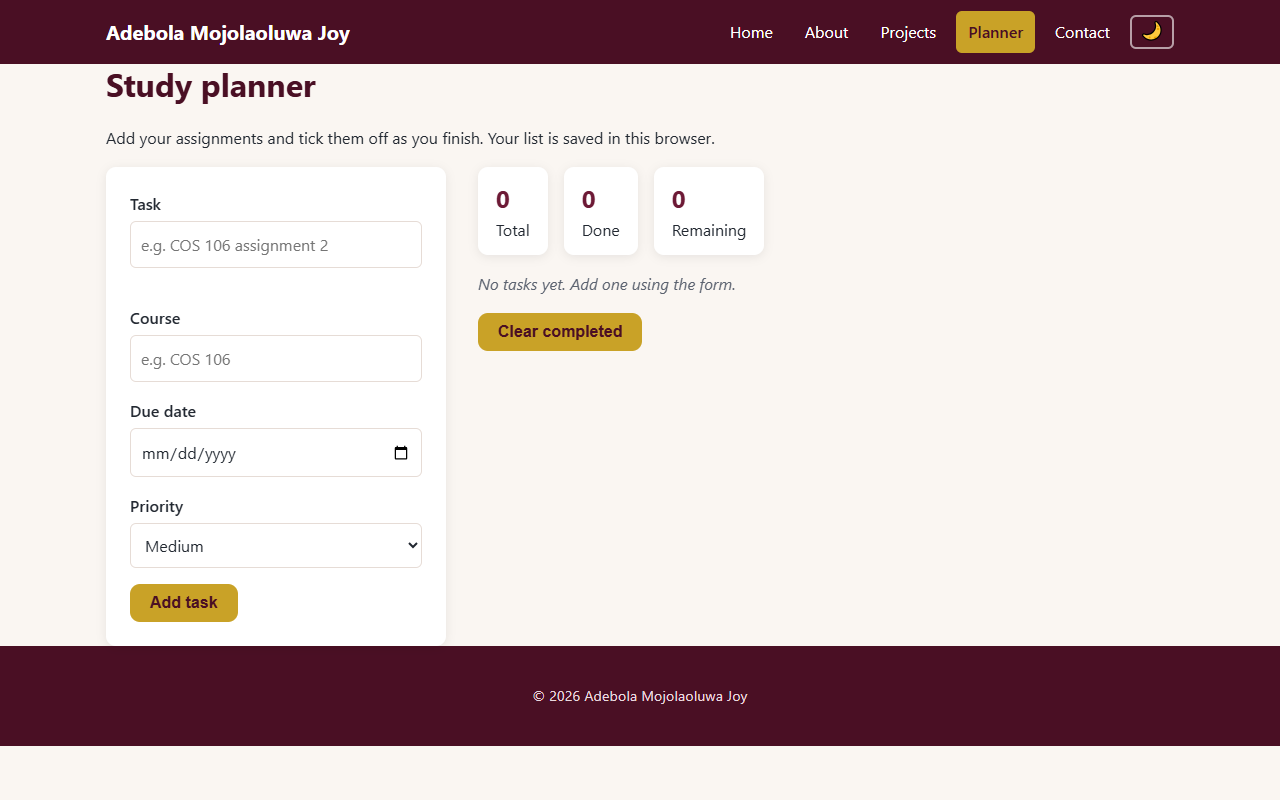 Adebola Mojolaoluwa Joy
Home About Projects Planner Contact
Study planner
Add your assignments and tick them off as you finish. Your list is saved in this browser.
Task
e.g. COS 106 assignment 2
Course
e.g. COS 106
Due date
mm/dd/yyyy
Priority
Medium
Add task
0 0 0
Total Done Remaining
No tasks yet. Add one using the form.
Clear completed
© 2026 Adebola Mojolaoluwa Joy